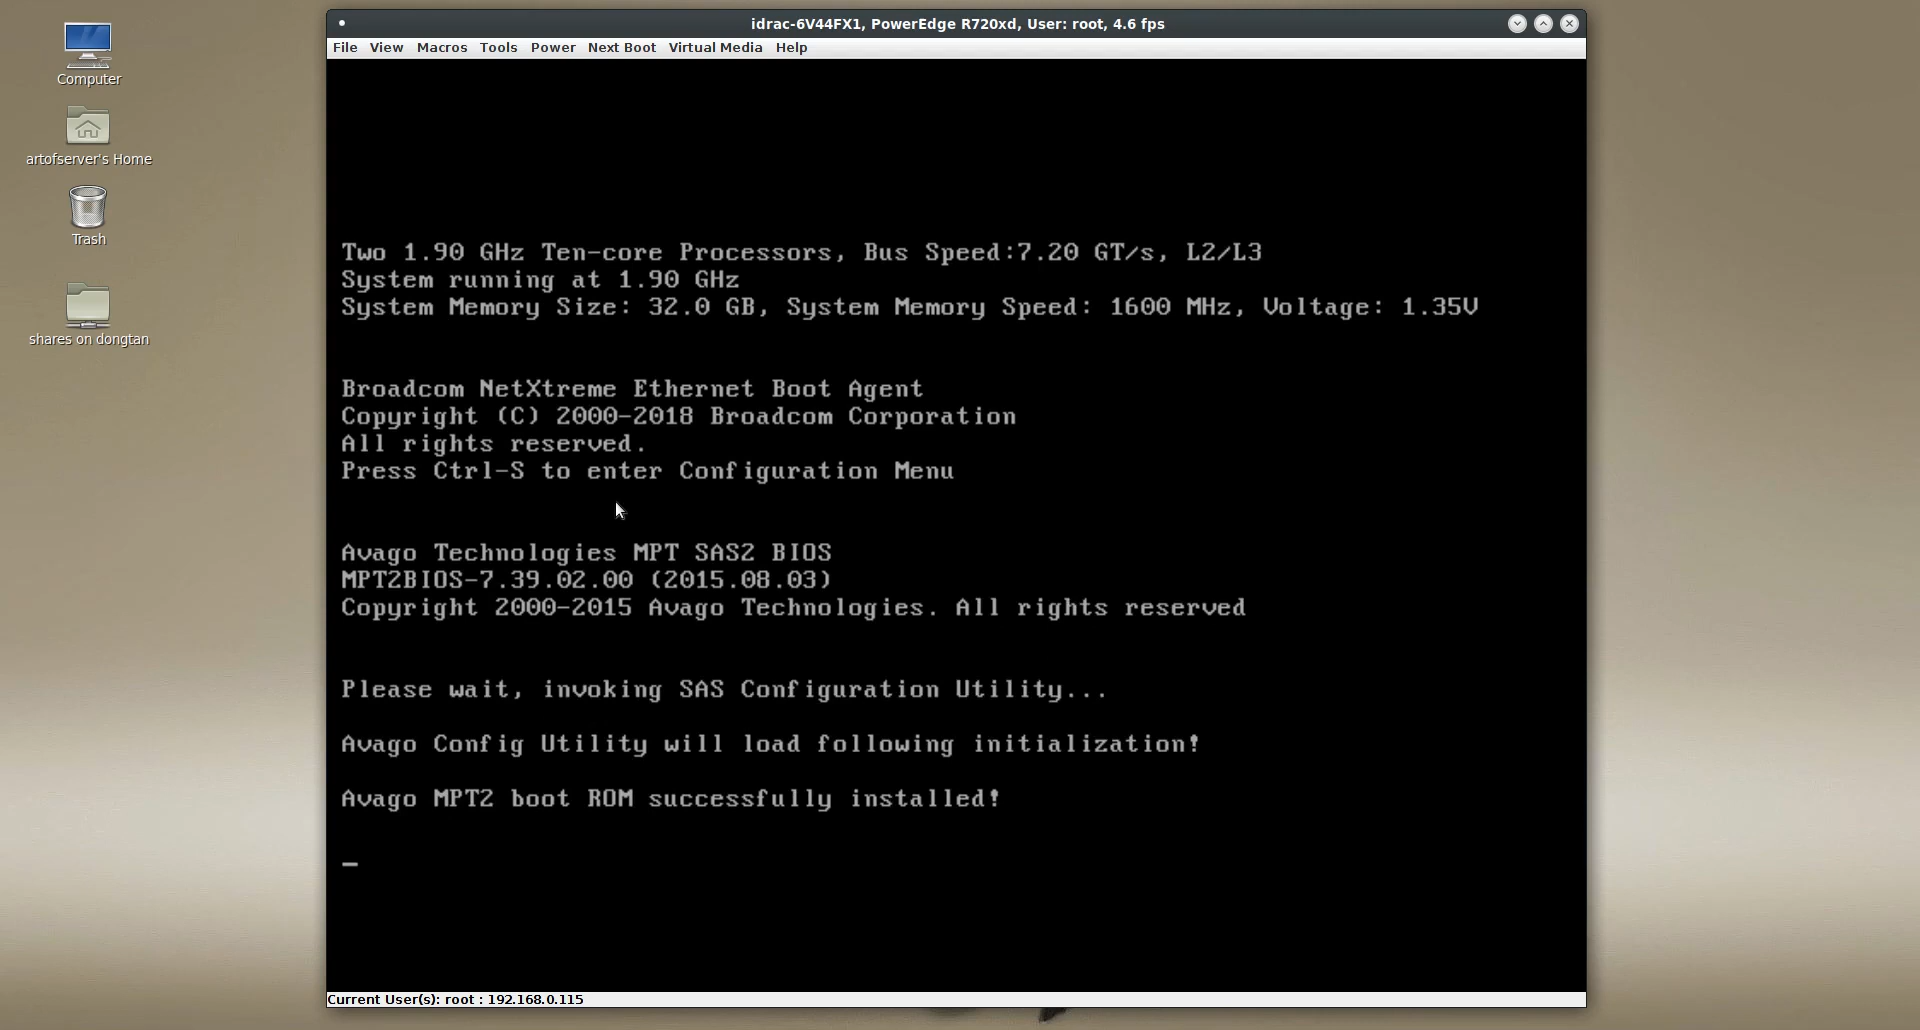 idrac-6V44FX1, PowerEdge R720xd, User: root, 4.6 fps
File View Macros Tools Power Next Boot Virtual Media Help
Computer
artofserver's Home
Trash
shares on dongtan
Two 1.90 GHz Ten-core Processors, Bus Speed:7.20 GT/s, L2/L3
System running at 1.90 GHz
System Memory Size: 32.0 GB, System Memory Speed: 1600 MHz, Voltage: 1.35V
Broadcom NetXtreme Ethernet Boot Agent
Copyright (C) 2000-2018 Broadcom Corporation
All rights reserved.
Press Ctrl-S to enter Configuration Menu
Avago Technologies MPT SAS2 BIOS
MPT2BIOS-7.39.02.00 (2015.08.03)
Copyright 2000-2015 Avago Technologies. All rights reserved
Please wait, invoking SAS Configuration Utility...
Avago Config Utility will load following initialization!
Avago MPT2 boot ROM successfully installed!
_
Current User(s): root : 192.168.0.115